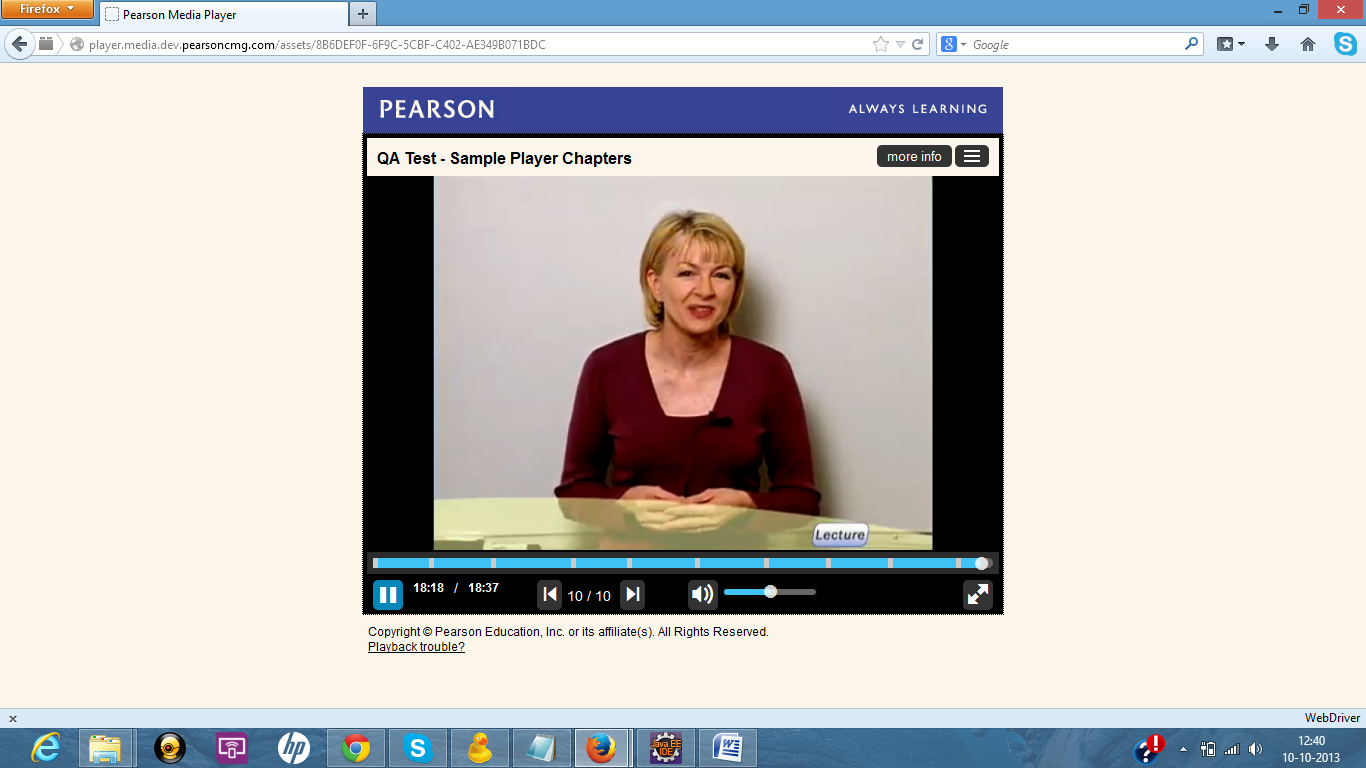 Firefox
Pearson Media Player
player.media.dev.pearsoncmg.com/assets/8B6DEF0F-6F9C-5CBF-C402-AE349B071BDC
Google
PEARSON
ALWAYS LEARNING
QA Test - Sample Player Chapters
more info
Lecture
18:18 / 18:37
10 / 10
Copyright © Pearson Education, Inc. or its affiliate(s). All Rights Reserved.
Playback trouble?
x
WebDriver
hp
Java EE
IDE
12:40
10-10-2013